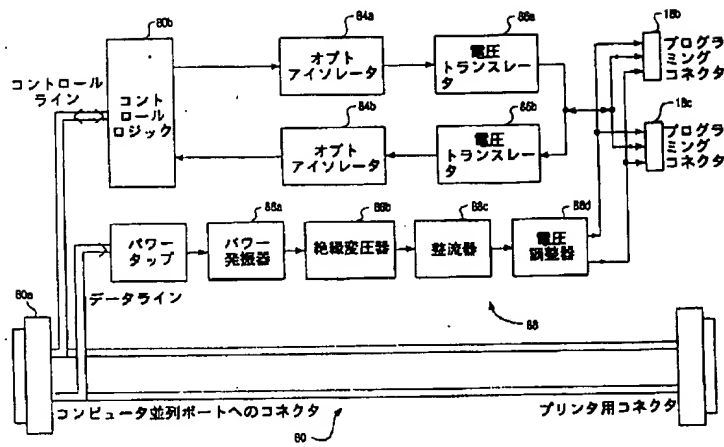 80b
84a
86a
18b
コントロール
ライン
コント
ロール
ロジック
オプト
アイソレータ
電圧
トランスレータ
プログラ
ミング
コネクタ
84b
86b
18c
オプト
アイソレータ
電圧
トランスレータ
プログラ
ミング
コネクタ
88a
88b
88c
88d
パワー
タップ
パワー
発振器
絶縁変圧器
整流器
電圧
調整器
80a
データライン
88
コンピュータ並列ポートへのコネクタ
プリンタ用コネクタ
80